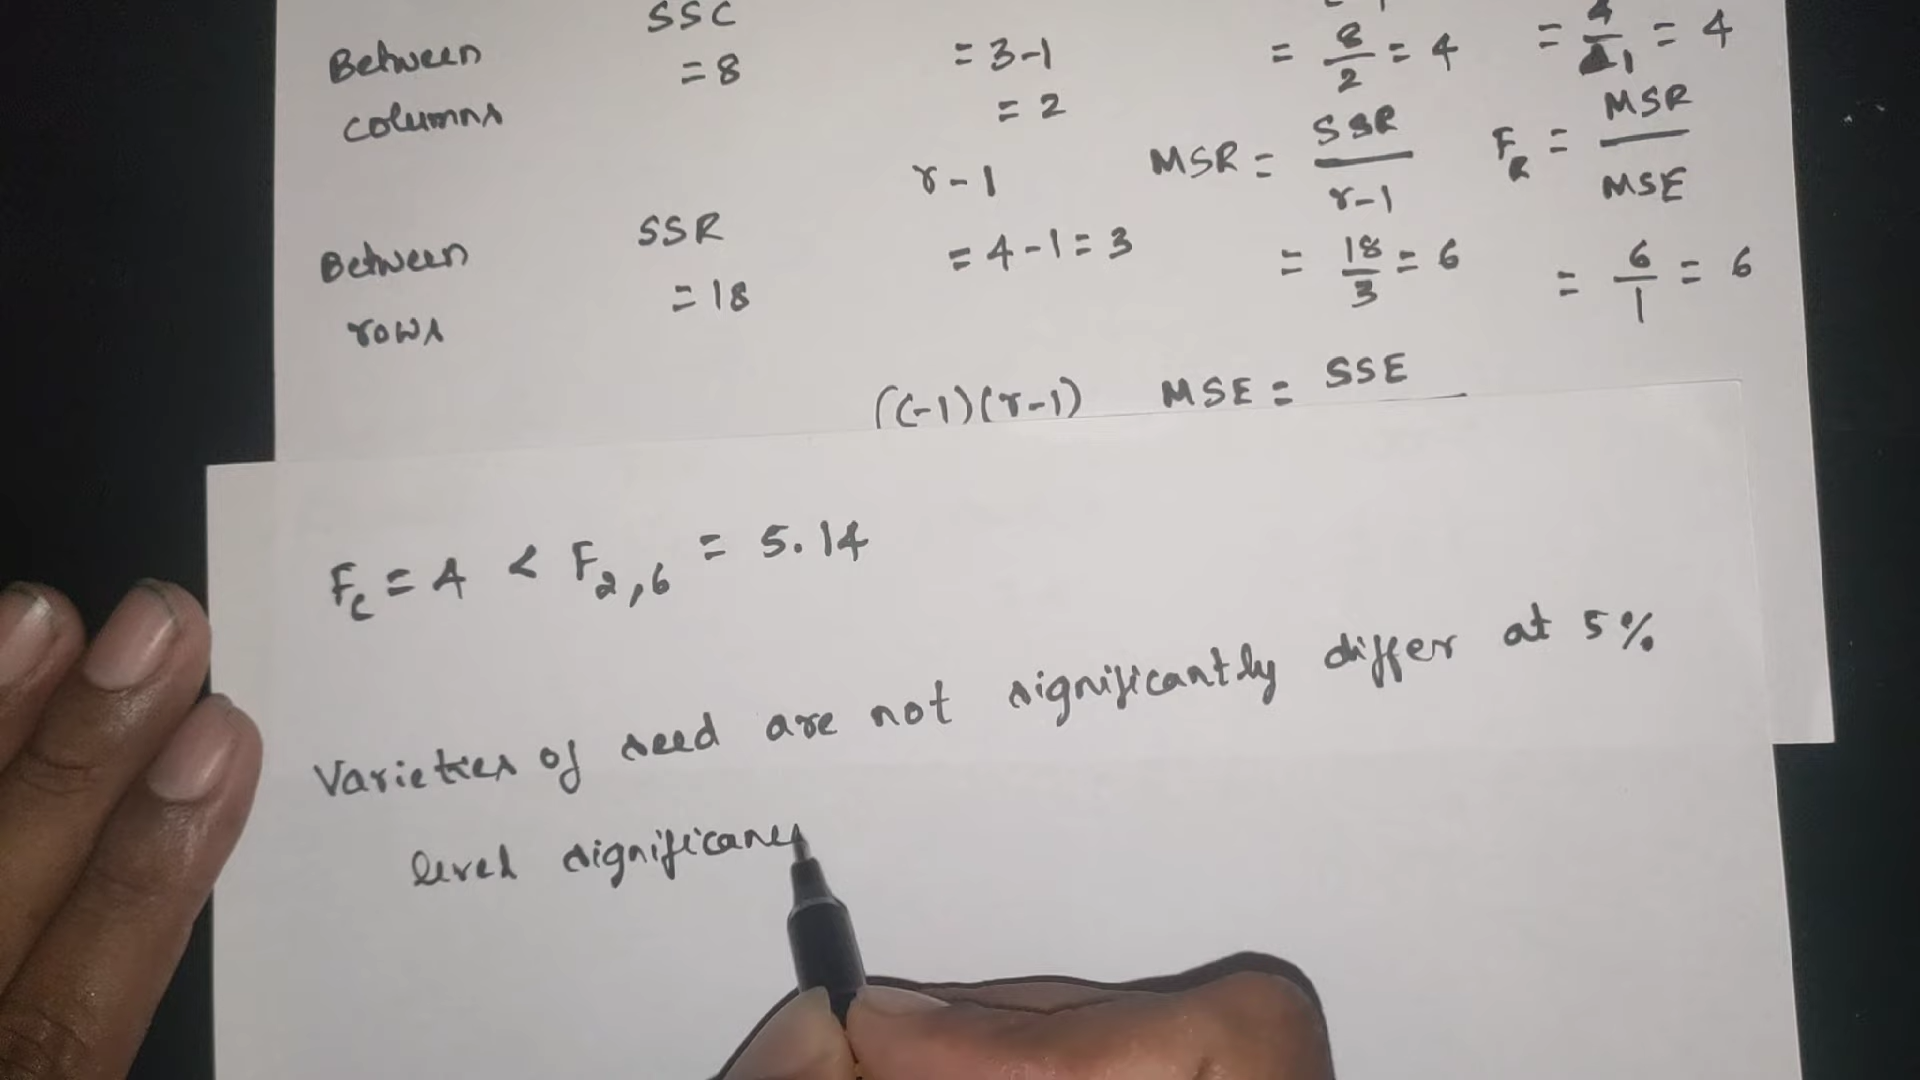 SSC
Between = 8 = 3-1 = 8/2 = 4 = 4/1 = 4
columns = 2
r-1 MSR = SSR/r-1 F_R = MSR/MSE
SSR
Between = 4-1 = 3 = 18/3 = 6 = 6/1 = 6
rows = 18
(c-1)(r-1) MSE = SSE
F_c = 4 < F_2,6 = 5.14
Varieties of seed are not significantly differ at 5%
level significance